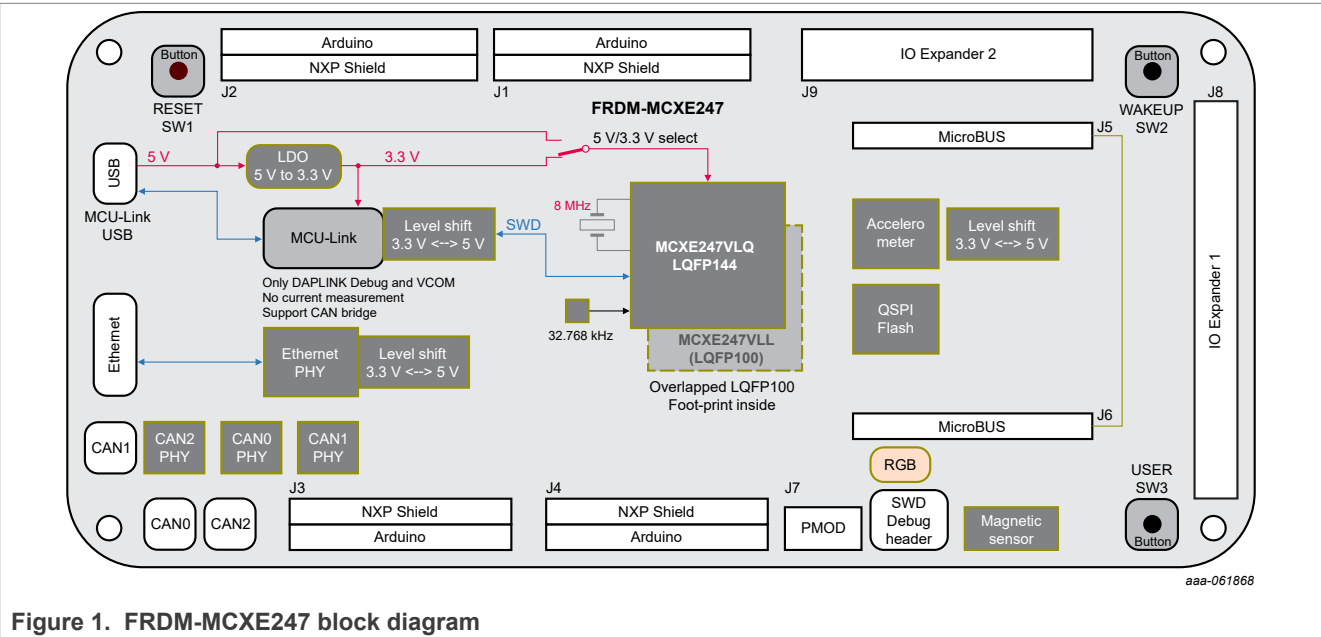 Button
RESET
SW1
Arduino
NXP Shield
J2
Arduino
NXP Shield
J1
IO Expander 2
J9
Button
WAKEUP
SW2
J8
IO Expander 1
FRDM-MCXE247
5 V/3.3 V select
MicroBUS
J5
USB
MCU-Link
USB
5 V
LDO
5 V to 3.3 V
3.3 V
MCU-Link
Level shift
3.3 V <--> 5 V
SWD
Only DAPLINK Debug and VCOM
No current measurement
Support CAN bridge
8 MHz
MCXE247VLQ
LQFP144
32.768 kHz
MCXE247VLL
(LQFP100)
Overlapped LQFP100
Foot-print inside
Accelero
meter
Level shift
3.3 V <--> 5 V
QSPI
Flash
Ethernet
Ethernet
PHY
Level shift
3.3 V <--> 5 V
MicroBUS
J6
CAN1
CAN2
PHY
CAN0
PHY
CAN1
PHY
CAN0
CAN2
J3
NXP Shield
Arduino
J4
NXP Shield
Arduino
J7
PMOD
RGB
SWD
Debug
header
Magnetic
sensor
USER
SW3
Button
aaa-061868
Figure 1. FRDM-MCXE247 block diagram